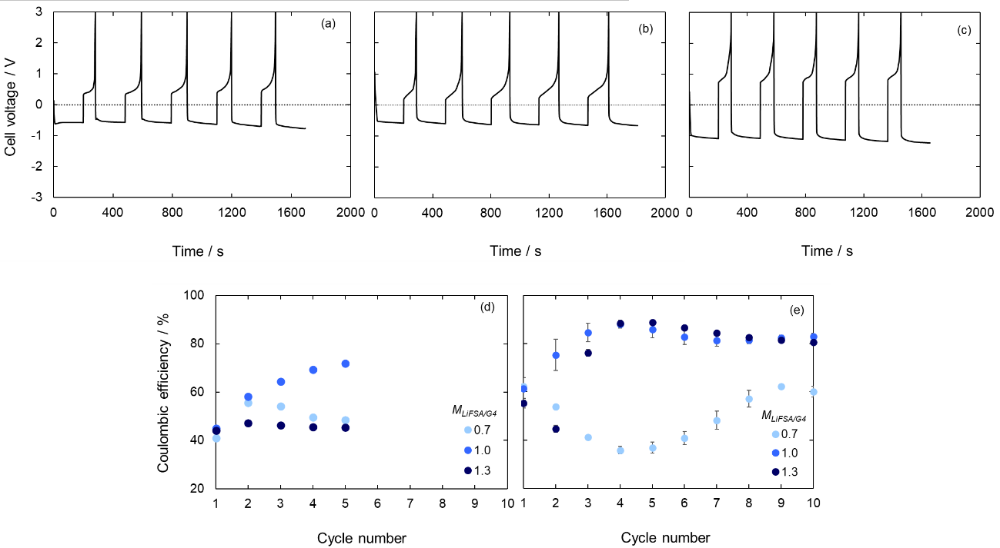 3
2
1
0
-1
-2
-3
Cell voltage / V
(a)
0 400 800 1200 1600 2000
Time / s
(b)
0 400 800 1200 1600 2000
Time / s
(c)
0 400 800 1200 1600 2000
Time / s
100
80
60
40
20
Coulombic efficiency / %
(d)
M_LiFSA/G4
0.7
1.0
1.3
1 2 3 4 5 6 7 8 9 10
Cycle number
(e)
M_LiFSA/G4
0.7
1.0
1.3
1 2 3 4 5 6 7 8 9 10
Cycle number